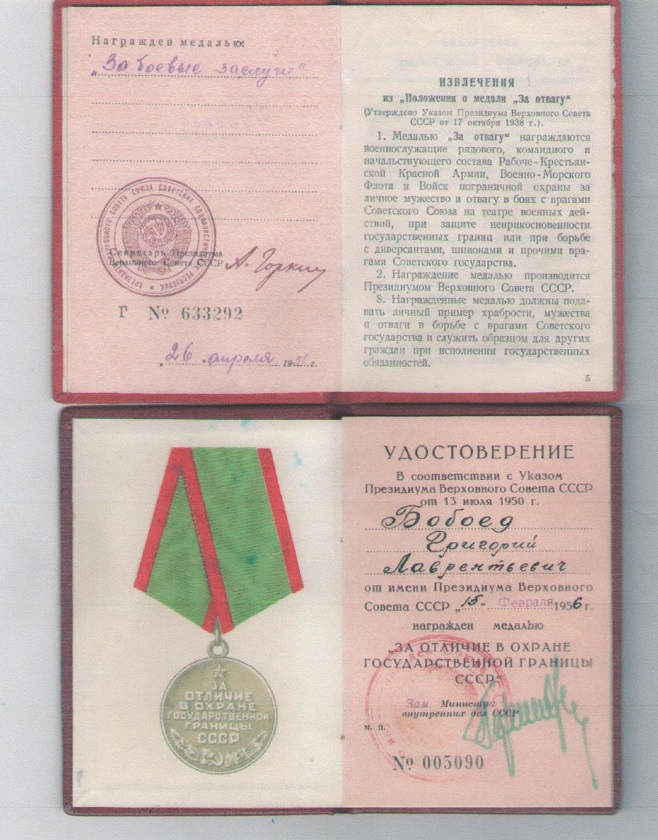 Награжден медалью
„За боевые заслуги"
Секретарь Президиума
Верховного Совета СССР
А. Горкин
Г № 633292
„26 апреля 1951 г.
ИЗВЛЕЧЕНИЯ
из „Положения о медали „За отвагу"
(Утверждено Указом Президиума Верховного Совета
СССР от 17 октября 1938 г.).
1. Медалью „За отвагу" награждаются
военнослужащие рядового, командного и
начальствующего состава Рабоче-Крестьян-
ской Красной Армии, Военно-Морского
Флота и Войск пограничной охраны за
личное мужество и отвагу в боях с врагами
Советского Союза на театре военных дей-
ствий, при защите неприкосновенности
государственных границ или при борьбе
с диверсантами, шпионами и прочими вра-
гами Советского государства.
2. Награждение медалью производится
Президиумом Верховного Совета СССР.
8. Награжденные медалью должны пода-
вать личный пример храбрости, мужества
и отваги в борьбе с врагами Советского
государства и служить образцом для других
граждан при исполнении государственных
обязанностей.
5
ЗА
ОТЛИЧИЕ
В ОХРАНЕ
ГОСУДАРСТВЕННОЙ
ГРАНИЦЫ
СССР
УДОСТОВЕРЕНИЕ
В соответствии с Указом
Президиума Верховного Совета СССР
от 13 июля 1950 г.
Бобоед
Григорий
Лаврентьевич
от имени Президиума Верховного
Совета СССР „15" Февраля 1956 г.
награжден медалью
„ЗА ОТЛИЧИЕ В ОХРАНЕ
ГОСУДАРСТВЕННОЙ ГРАНИЦЫ
СССР"
Зам. Министра
внутренних дел СССР
м. п.
№ 005090